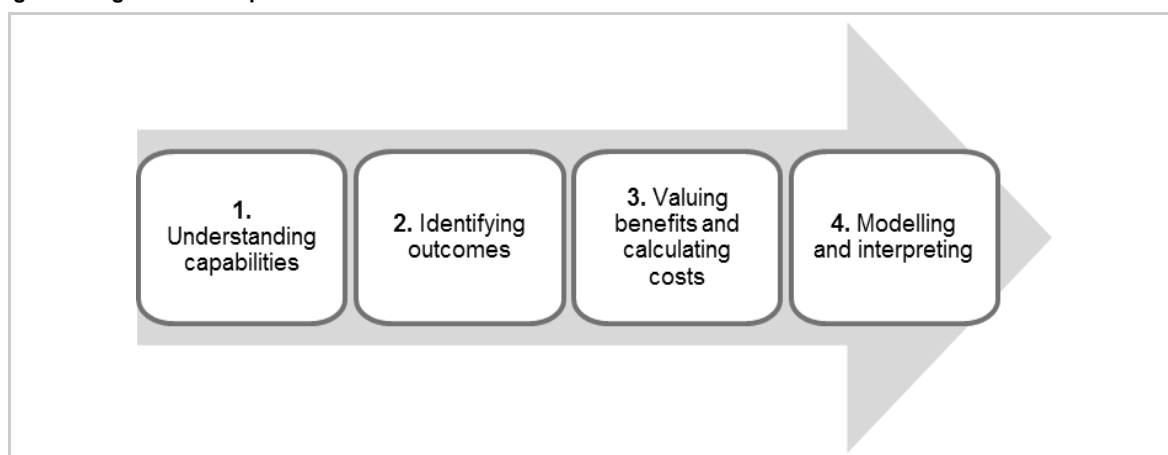 1.
Understanding
capabilities
2. Identifying
outcomes
3. Valuing
benefits and
calculating
costs
4. Modelling
and interpreting